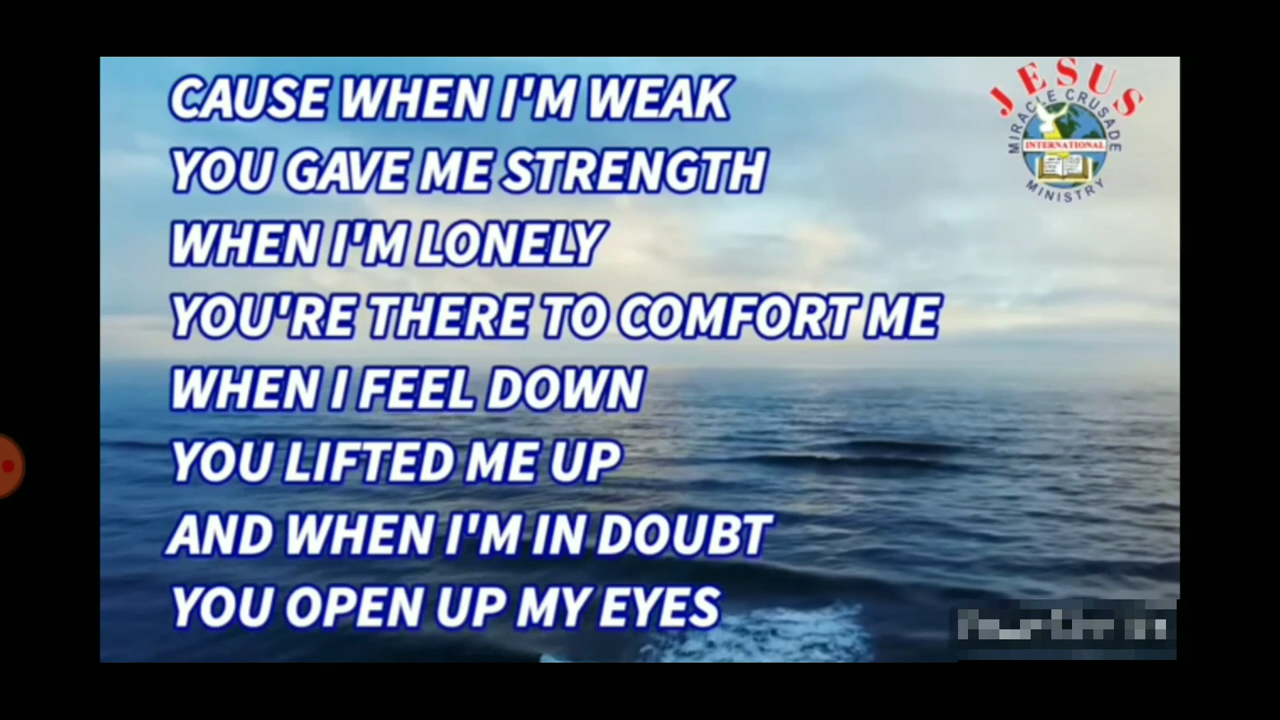 CAUSE WHEN I'M WEAK
YOU GAVE ME STRENGTH
WHEN I'M LONELY
YOU'RE THERE TO COMFORT ME
WHEN I FEEL DOWN
YOU LIFTED ME UP
AND WHEN I'M IN DOUBT
YOU OPEN UP MY EYES
JESUS
MIRACLE CRUSADE
INTERNATIONAL
MINISTRY